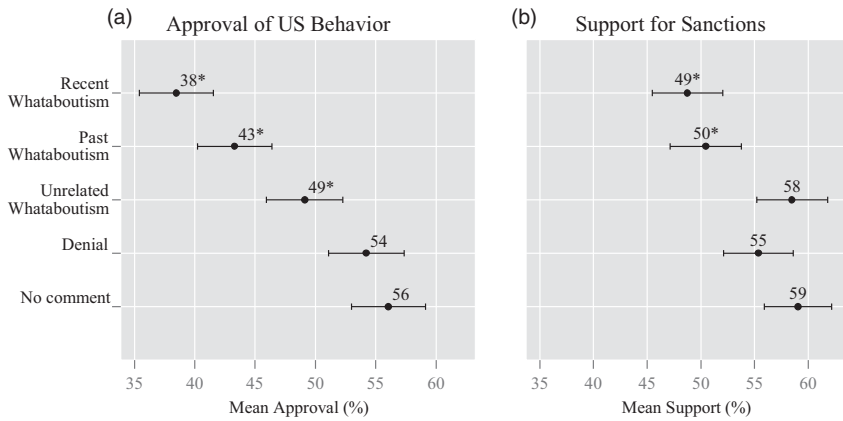 (a) Approval of US Behavior
(b) Support for Sanctions
Recent
Whataboutism
38*
49*
Past
Whataboutism
43*
50*
Unrelated
Whataboutism
49*
58
Denial
54
55
No comment
56
59
35 40 45 50 55 60
35 40 45 50 55 60
Mean Approval (%)
Mean Support (%)